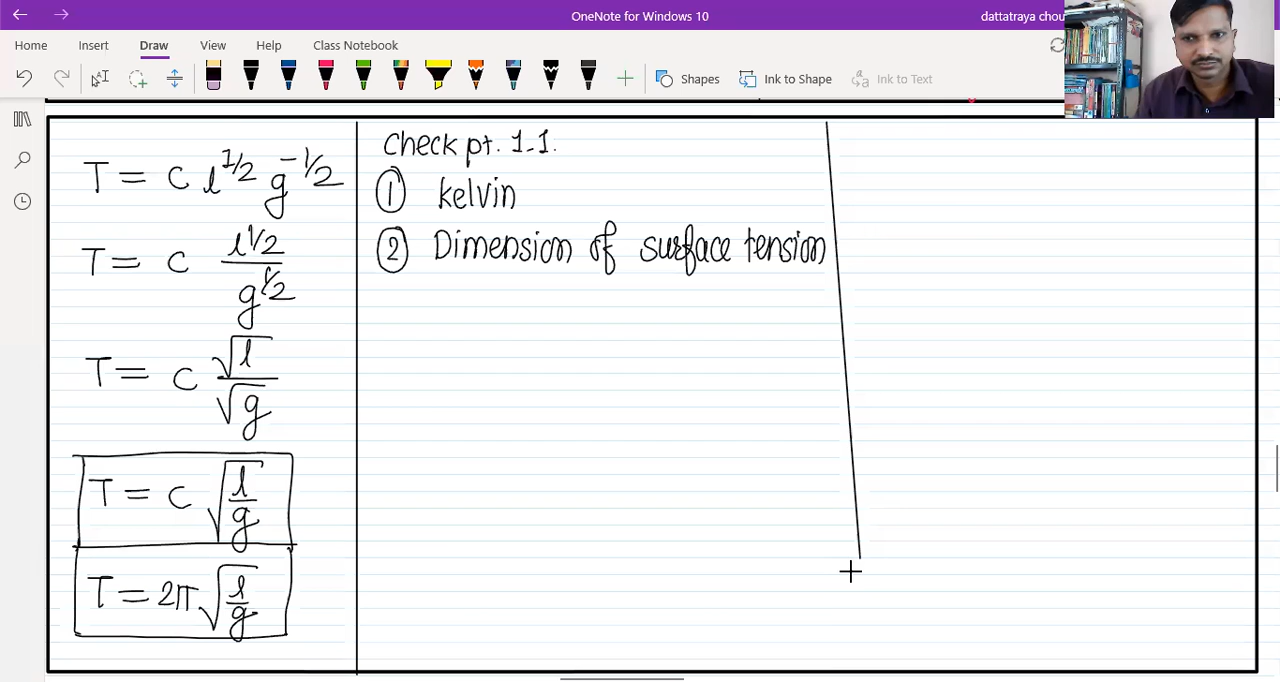 OneNote for Windows 10
dattatraya chou
Home Insert Draw View Help Class Notebook
Shapes Ink to Shape Ink to Text
T = c l^1/2 g^-1/2
T = c l^1/2 / g^1/2
T = c √l / √g
T = c √(l/g)
T = 2π √(l/g)
Check pt. 1.1.
① kelvin
② Dimension of surface tension